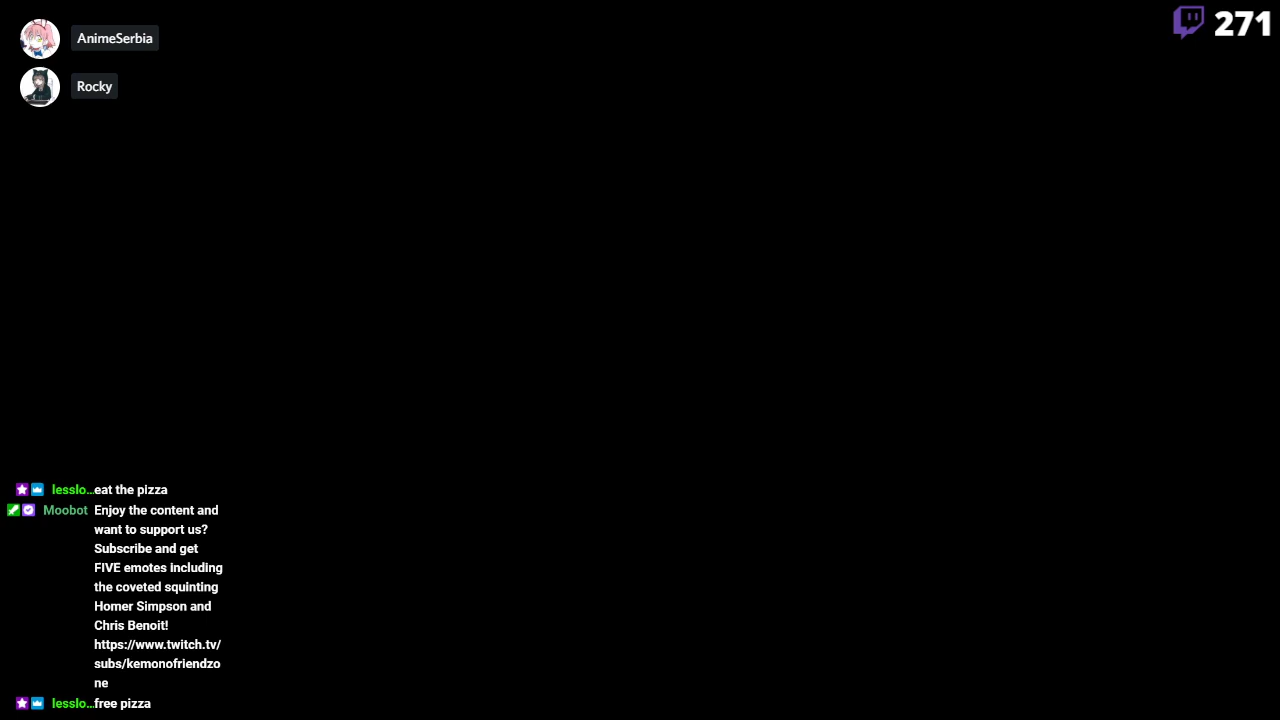 AnimeSerbia
271
Rocky
lesslo...eat the pizza
Moobot Enjoy the content and
want to support us?
Subscribe and get
FIVE emotes including
the coveted squinting
Homer Simpson and
Chris Benoit!
https://www.twitch.tv/
subs/kemonofriendzo
ne
lesslo...free pizza